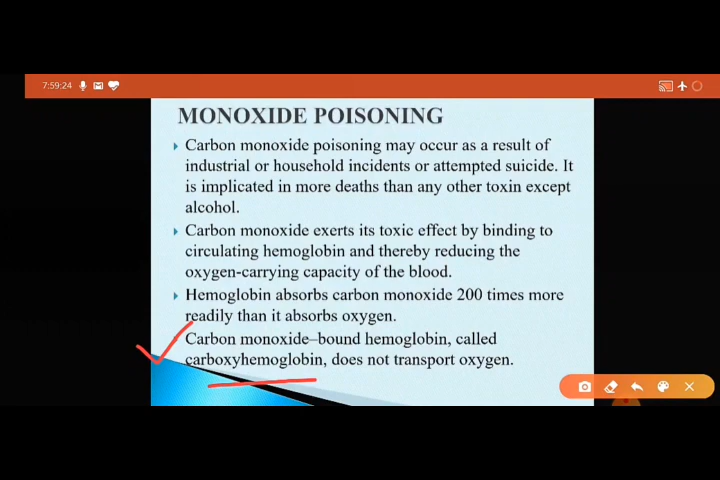 7:59:24
MONOXIDE POISONING
Carbon monoxide poisoning may occur as a result of
industrial or household incidents or attempted suicide. It
is implicated in more deaths than any other toxin except
alcohol.
Carbon monoxide exerts its toxic effect by binding to
circulating hemoglobin and thereby reducing the
oxygen-carrying capacity of the blood.
Hemoglobin absorbs carbon monoxide 200 times more
readily than it absorbs oxygen.
Carbon monoxide–bound hemoglobin, called
carboxyhemoglobin, does not transport oxygen.